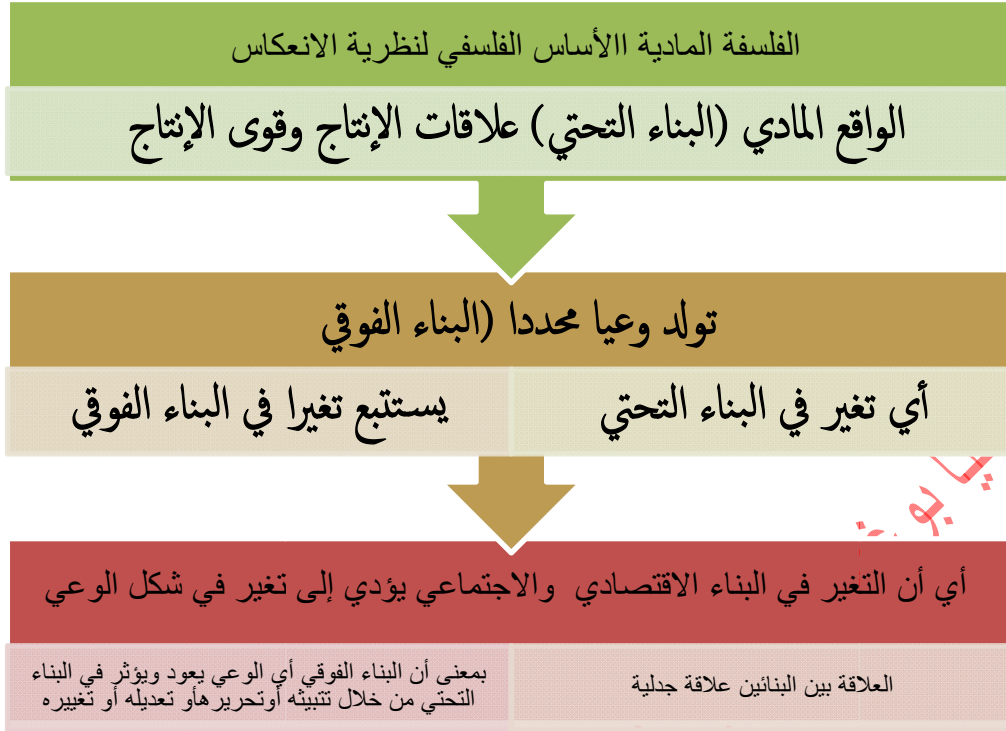 الفلسفة المادية االأساس الفلسفي لنظرية الانعكاس
الواقع المادي (البناء التحتي) علاقات الإنتاج وقوى الإنتاج
تولد وعيا محددا (البناء الفوقي
أي تغير في البناء التحتي
يستتبع تغيرا في البناء الفوقي
أي أن التغير في البناء الاقتصادي والاجتماعي يؤدي إلى تغير في شكل الوعي
العلاقة بين البنائين علاقة جدلية
بمعنى أن البناء الفوقي أي الوعي يعود ويؤثر في البناء
التحتي من خلال تثبيته أوتحريرهأو تعديله أو تغييره